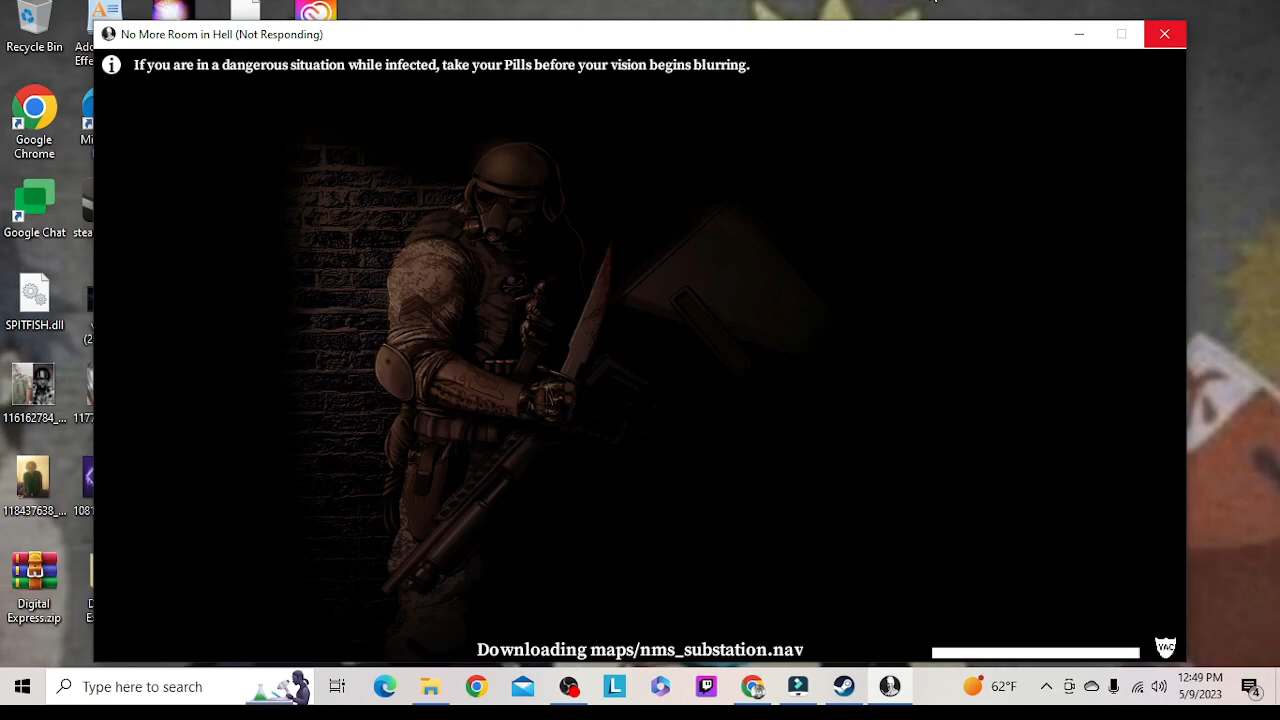 No More Room in Hell (Not Responding)
If you are in a dangerous situation while infected, take your Pills before your vision begins blurring.
Recycle Bin
Google Chrome
Google Chat
SPITFISH.dll
116162784_...
118437638_...
Digital Express.zip
Downloading maps/nms_substation.nav
YAC
Type here to search
L
62°F
12:49 PM
5/9/2023
4